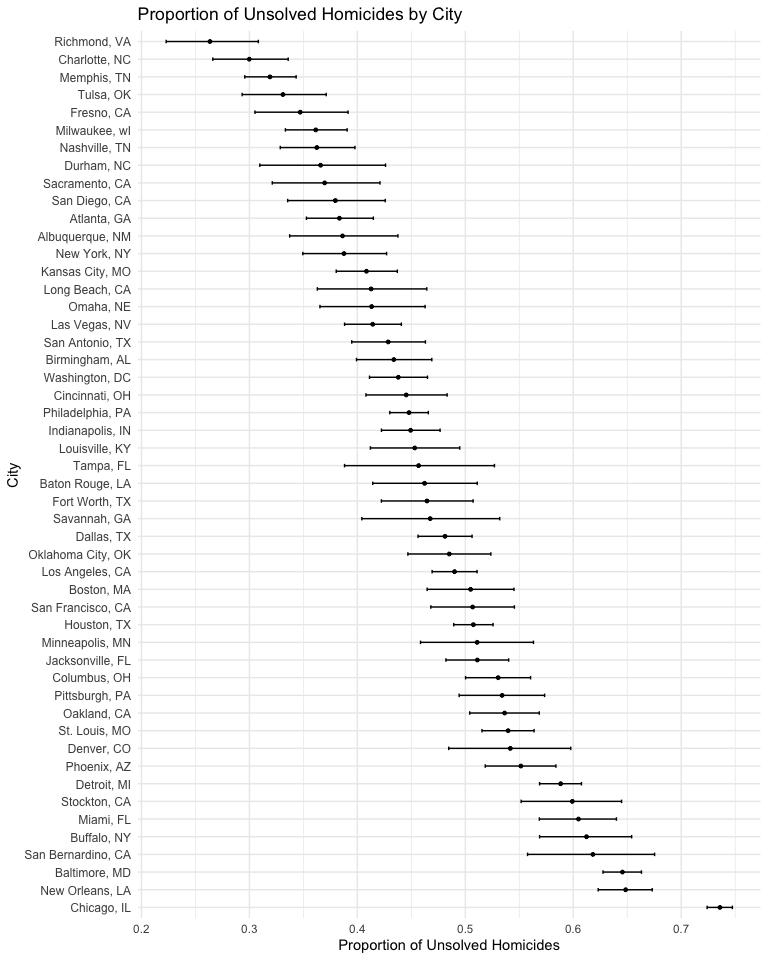 Proportion of Unsolved Homicides by City
Richmond, VA
Charlotte, NC
Memphis, TN
Tulsa, OK
Fresno, CA
Milwaukee, wI
Nashville, TN
Durham, NC
Sacramento, CA
San Diego, CA
Atlanta, GA
Albuquerque, NM
New York, NY
Kansas City, MO
Long Beach, CA
Omaha, NE
Las Vegas, NV
San Antonio, TX
Birmingham, AL
Washington, DC
Cincinnati, OH
Philadelphia, PA
Indianapolis, IN
Louisville, KY
Tampa, FL
Baton Rouge, LA
Fort Worth, TX
Savannah, GA
Dallas, TX
Oklahoma City, OK
Los Angeles, CA
Boston, MA
San Francisco, CA
Houston, TX
Minneapolis, MN
Jacksonville, FL
Columbus, OH
Pittsburgh, PA
Oakland, CA
St. Louis, MO
Denver, CO
Phoenix, AZ
Detroit, MI
Stockton, CA
Miami, FL
Buffalo, NY
San Bernardino, CA
Baltimore, MD
New Orleans, LA
Chicago, IL
City
0.2 0.3 0.4 0.5 0.6 0.7
Proportion of Unsolved Homicides